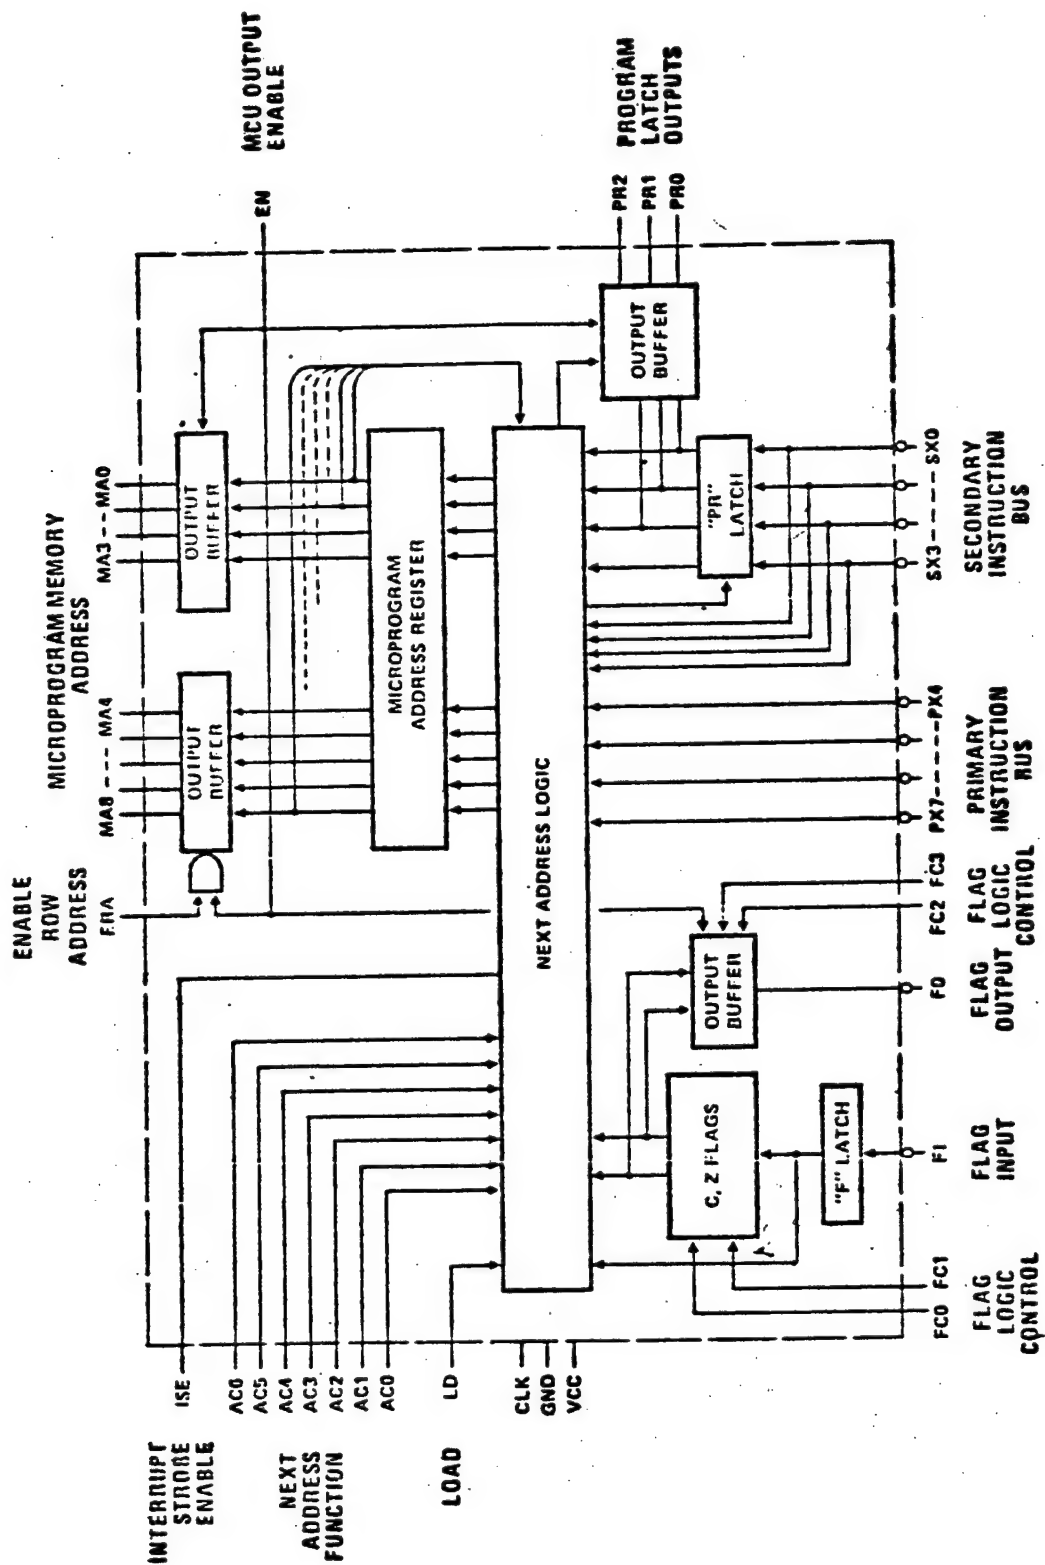 MICROPROGRAM MEMORY
ADDRESS
ENABLE
ROW
ADDRESS
MCU OUTPUT
ENABLE
ERA
MA8 --- MA4
MA3 -- MA0
EN
OUTPUT
BUFFER
OUTPUT
BUFFER
MICROPROGRAM
ADDRESS REGISTER
INTERRUPT
STROBE
ENABLE
ISE
NEXT
ADDRESS
FUNCTION
AC6
AC5
AC4
AC3
AC2
AC1
AC0
LOAD
LD
CLK
GND
VCC
NEXT ADDRESS LOGIC
OUTPUT
BUFFER
PR2
PR1
PR0
PROGRAM
LATCH
OUTPUTS
C, Z FLAGS
"F" LATCH
OUTPUT
BUFFER
"PR"
LATCH
FC0 FC1
FLAG
LOGIC
CONTROL
FI
FLAG
INPUT
FO
FLAG
OUTPUT
FC2 FC3
FLAG
LOGIC
CONTROL
PX7-----PX4
PRIMARY
INSTRUCTION
BUS
SX3------SX0
SECONDARY
INSTRUCTION
BUS